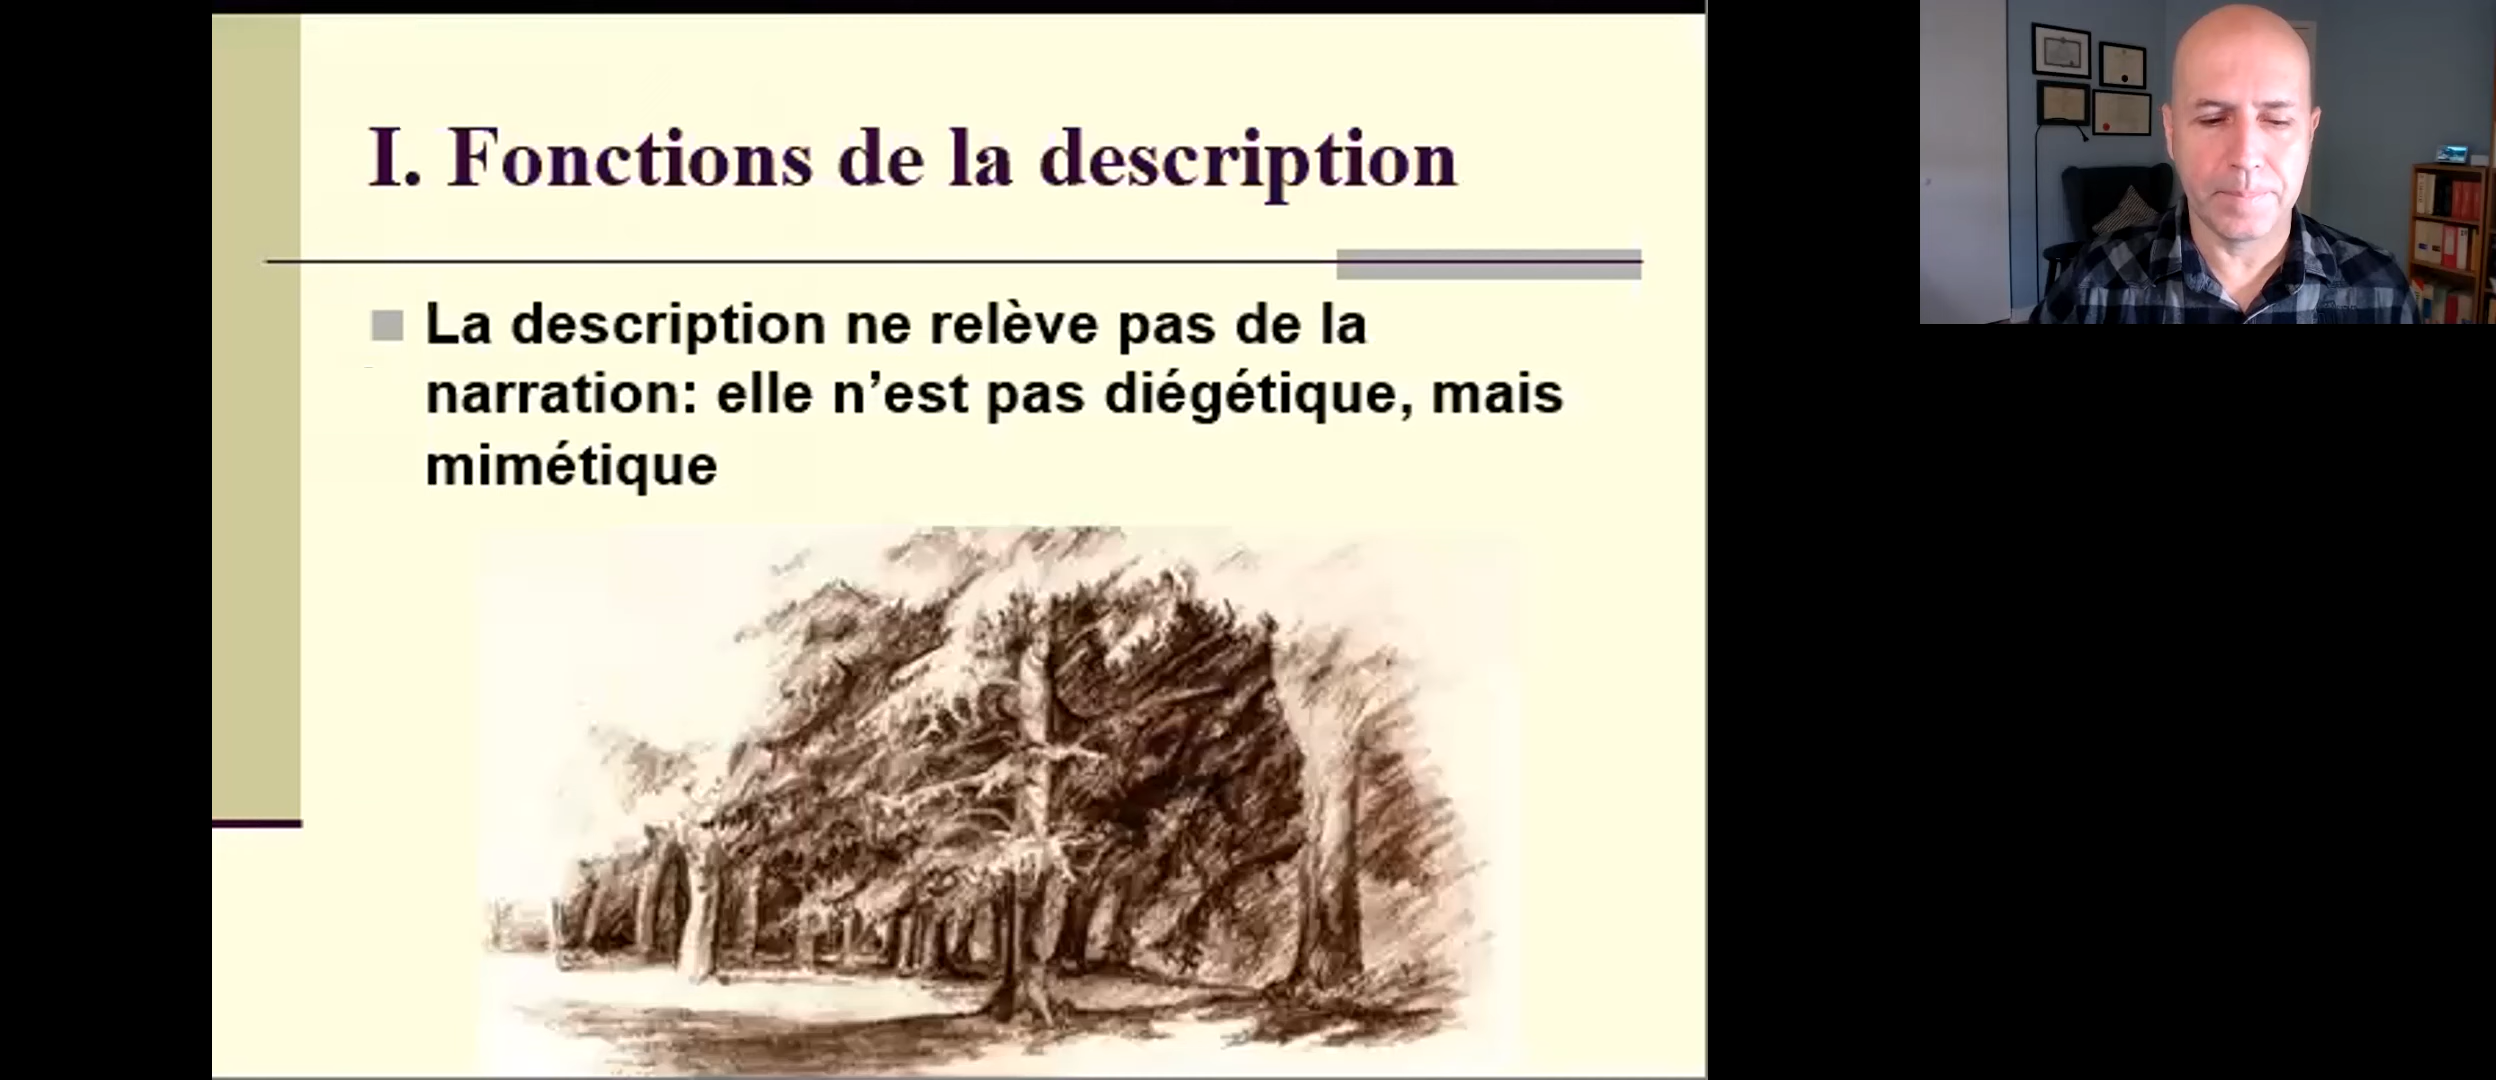 I. Fonctions de la description
La description ne relève pas de la
narration: elle n’est pas diégétique, mais
mimétique